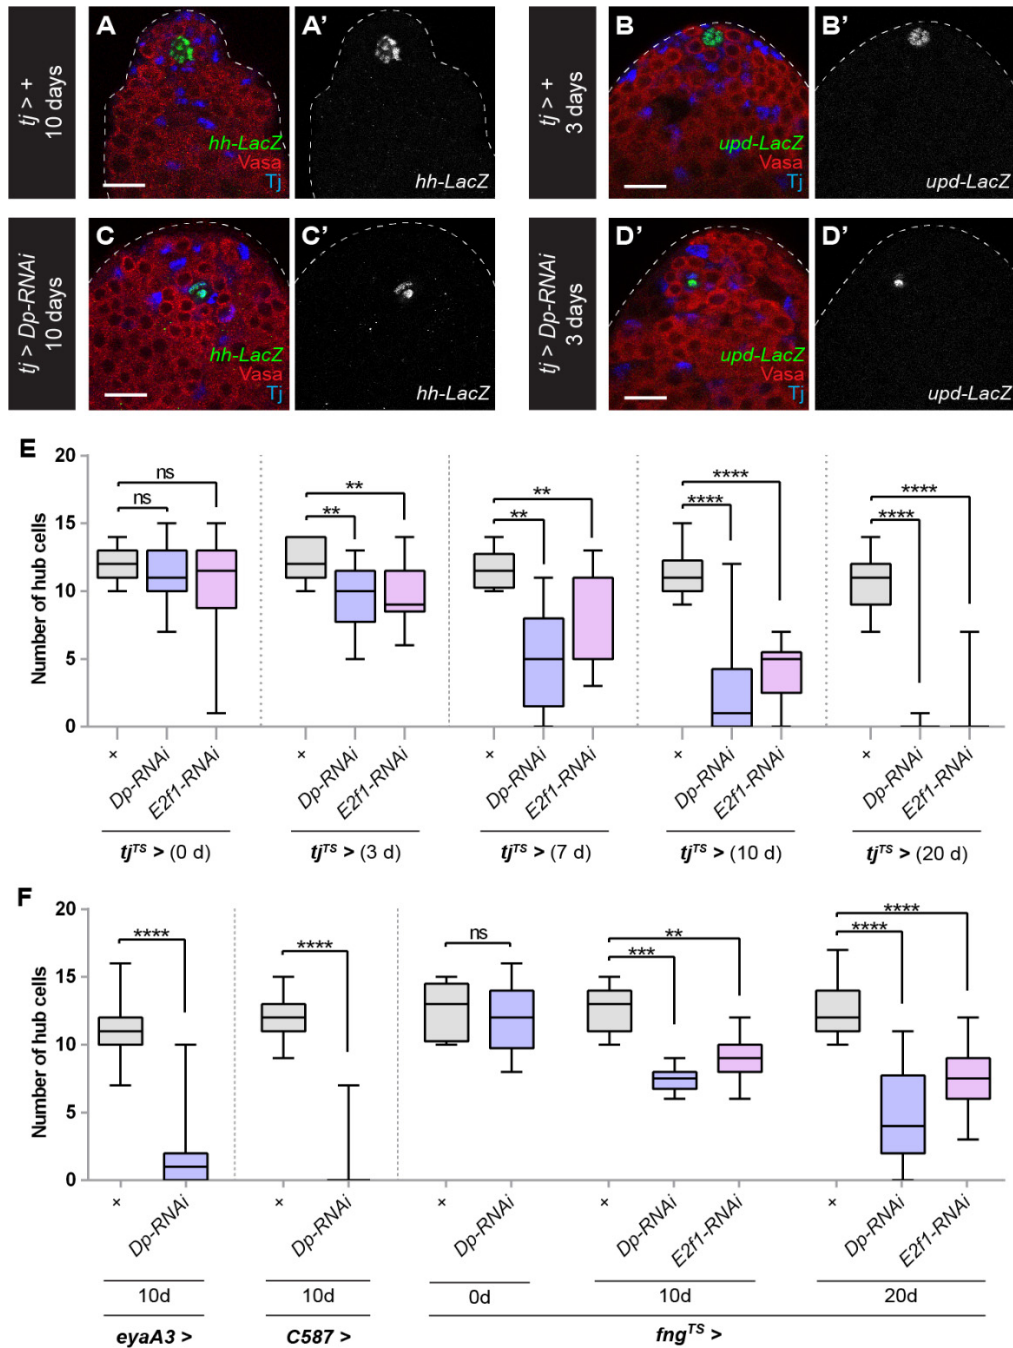 tj > +
10 days
A
hh-LacZ
Vasa
Tj
A'
hh-LacZ
tj > +
3 days
B
upd-LacZ
Vasa
Tj
B'
upd-LacZ
tj > Dp-RNAi
10 days
C
hh-LacZ
Vasa
Tj
C'
hh-LacZ
tj > Dp-RNAi
3 days
D'
upd-LacZ
Vasa
Tj
D'
upd-LacZ
E
Number of hub cells
20
15
10
5
0
ns
ns
**
**
**
**
****
****
****
****
+ Dp-RNAi E2f1-RNAi
+ Dp-RNAi E2f1-RNAi
+ Dp-RNAi E2f1-RNAi
+ Dp-RNAi E2f1-RNAi
+ Dp-RNAi E2f1-RNAi
tjTS > (0 d)
tjTS > (3 d)
tjTS > (7 d)
tjTS > (10 d)
tjTS > (20 d)
F
Number of hub cells
20
15
10
5
0
****
****
ns
**
***
****
****
+ Dp-RNAi
+ Dp-RNAi
+ Dp-RNAi
+ Dp-RNAi E2f1-RNAi
+ Dp-RNAi E2f1-RNAi
10d
10d
0d
10d
20d
eyaA3 >
C587 >
fngTS >